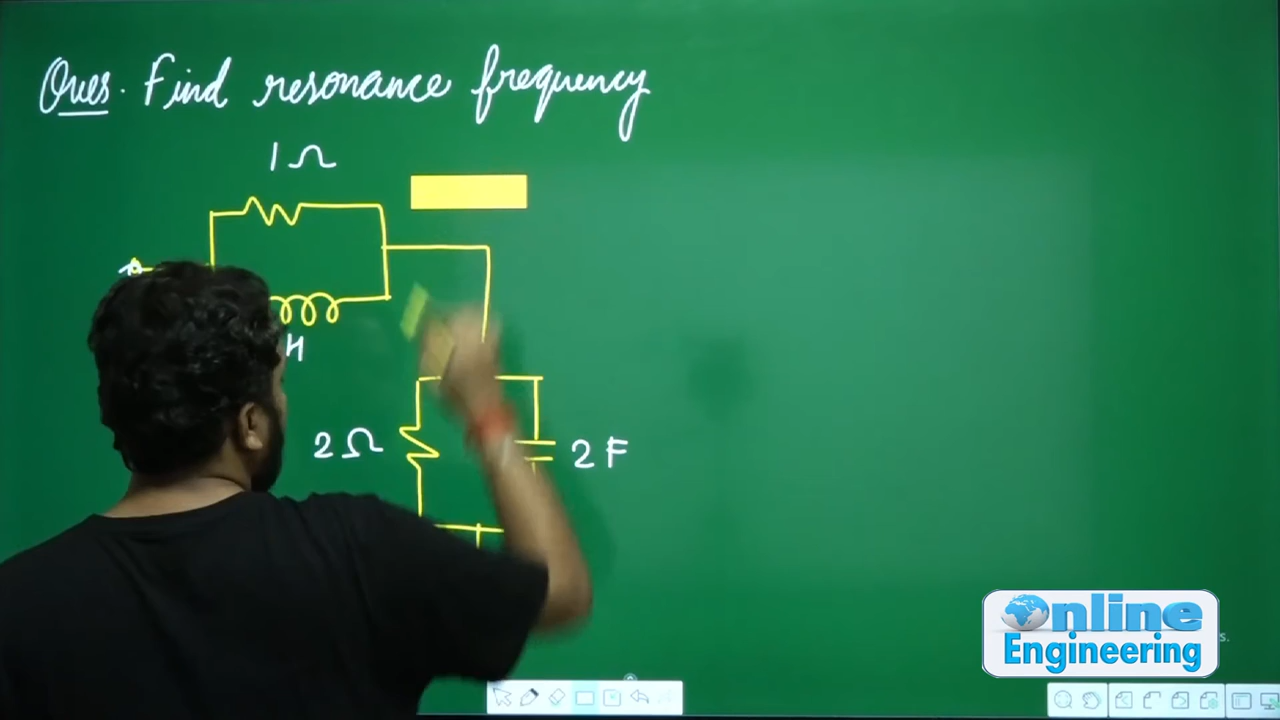 Ques. Find resonance frequency
1 Ω
H
2 Ω
2 F
Online
Engineering